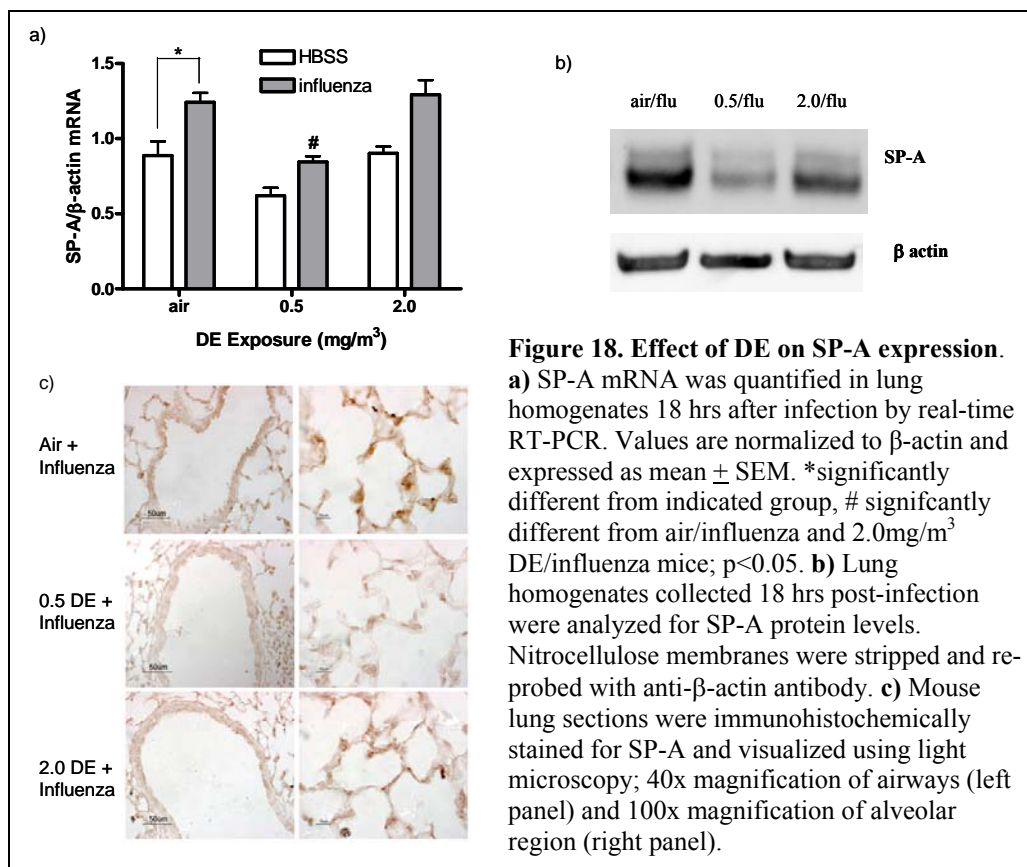 a)
*
HBSS
influenza
#
1.5
1.0
0.5
0.0
SP-A/β-actin mRNA
air
0.5
2.0
DE Exposure (mg/m³)
b)
air/flu 0.5/flu 2.0/flu
SP-A
β actin
c)
Air +
Influenza
50um
0.5 DE +
Influenza
50um
2.0 DE +
Influenza
50um
Figure 18. Effect of DE on SP-A expression.
a) SP-A mRNA was quantified in lung
homogenates 18 hrs after infection by real-time
RT-PCR. Values are normalized to β-actin and
expressed as mean ± SEM. *significantly
different from indicated group, # signifcantly
different from air/influenza and 2.0mg/m³
DE/influenza mice; p<0.05. b) Lung
homogenates collected 18 hrs post-infection
were analyzed for SP-A protein levels.
Nitrocellulose membranes were stripped and re-
probed with anti-β-actin antibody. c) Mouse
lung sections were immunohistochemically
stained for SP-A and visualized using light
microscopy; 40x magnification of airways (left
panel) and 100x magnification of alveolar
region (right panel).